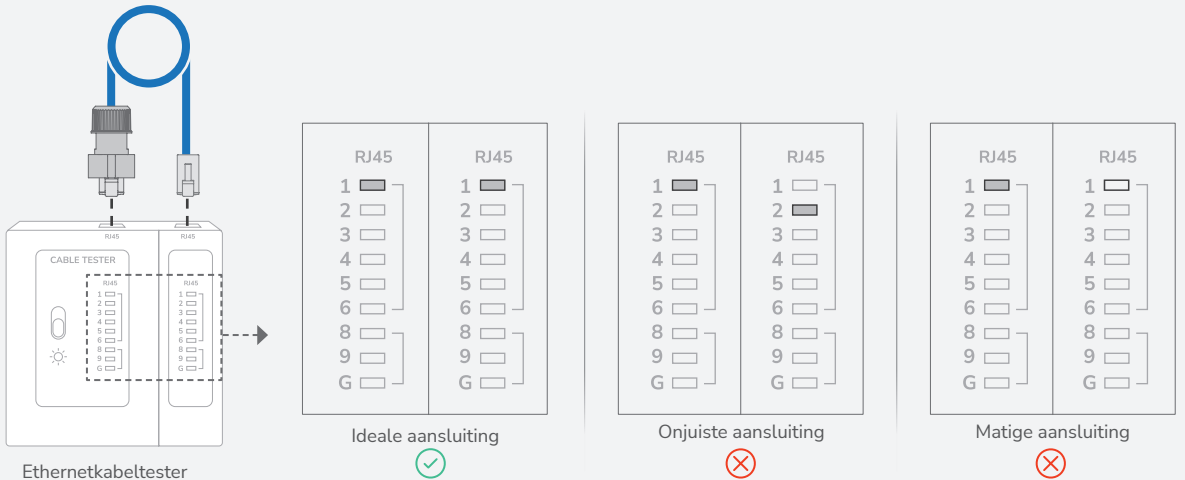 RJ45 RJ45
CABLE TESTER
RJ45 RJ45
1 1
2 2
3 3
4 4
5 5
6 6
8 8
9 9
G G
Ethernetkabeltester
RJ45 RJ45
1 1
2 2
3 3
4 4
5 5
6 6
8 8
9 9
G G
Ideale aansluiting
RJ45 RJ45
1 1
2 2
3 3
4 4
5 5
6 6
8 8
9 9
G G
Onjuiste aansluiting
RJ45 RJ45
1 1
2 2
3 3
4 4
5 5
6 6
8 8
9 9
G G
Matige aansluiting